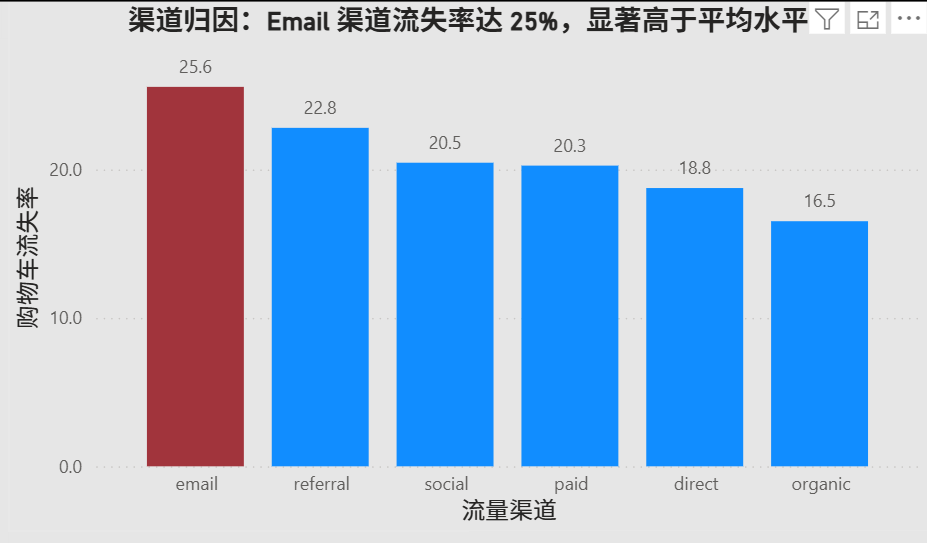 渠道归因：Email 渠道流失率达 25%，显著高于平均水平
25.6
22.8
20.5
20.3
18.8
16.5
20.0
10.0
0.0
购物车流失率
email
referral
social
paid
direct
organic
流量渠道